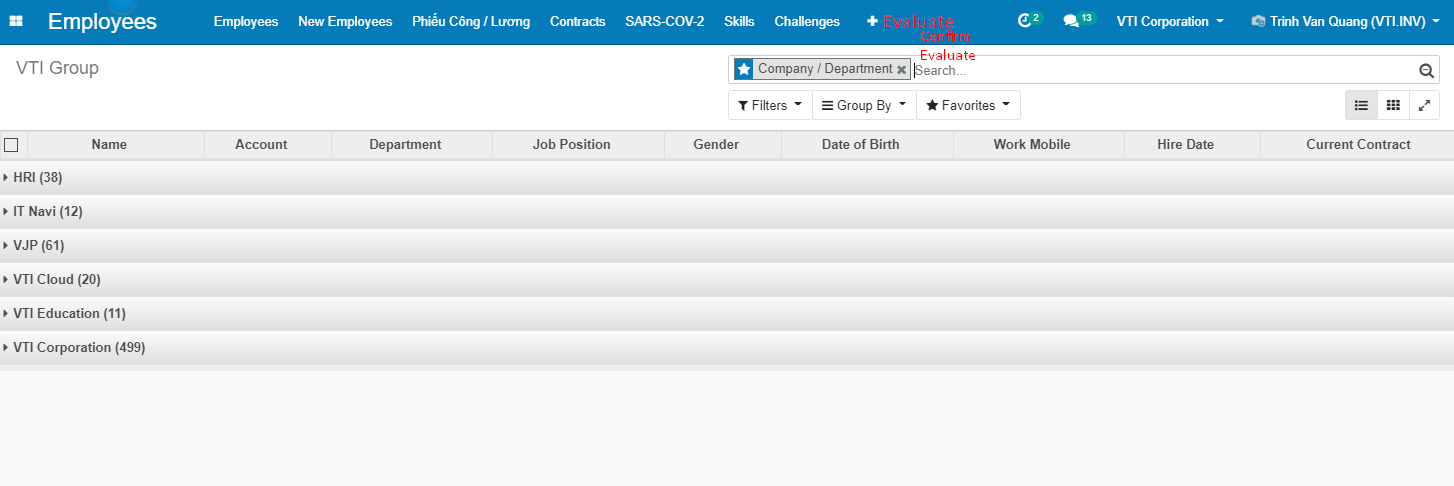 Employees Employees New Employees Phiếu Công / Lương Contracts SARS-COV-2 Skills Challenges + Evaluate 2 13 VTI Corporation Trinh Van Quang (VTI.INV)
Confirm
Evaluate
VTI Group Company / Department Search...
Filters Group By Favorites
Name Account Department Job Position Gender Date of Birth Work Mobile Hire Date Current Contract
HRI (38)
IT Navi (12)
VJP (61)
VTI Cloud (20)
VTI Education (11)
VTI Corporation (499)